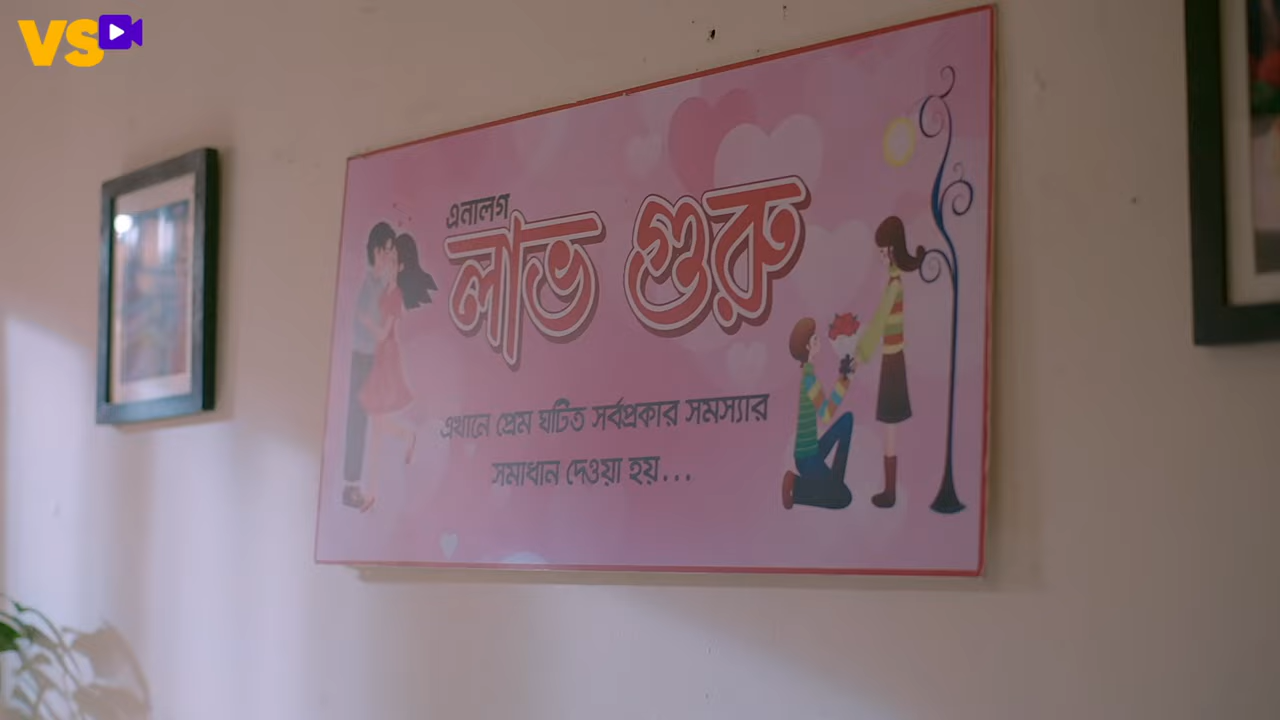 VS
এনালগ
লাভ গুরু
এখানে প্রেম ঘটিত সর্বপ্রকার সমস্যার
সমাধান দেওয়া হয়...